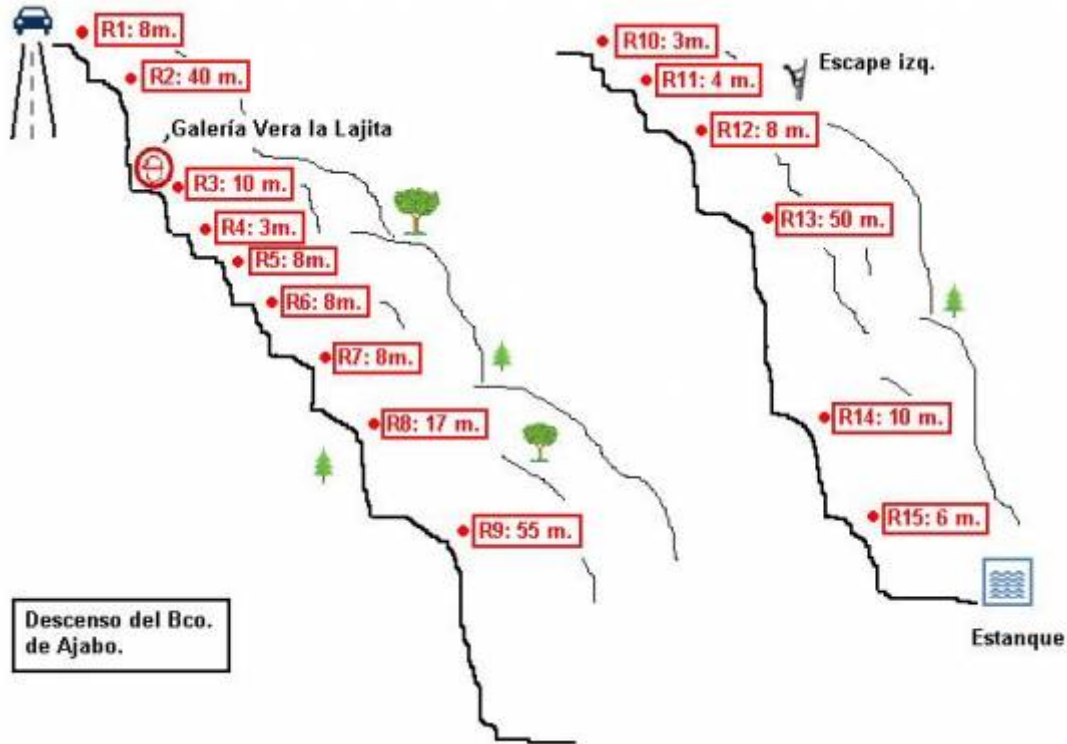 R1: 8m.
R2: 40 m.
Galería Vera la Lajita
R3: 10 m.
R4: 3m.
R5: 8m.
R6: 8m.
R7: 8m.
R8: 17 m.
R9: 55 m.
Descenso del Bco.
de Ajabo.
R10: 3m.
R11: 4 m.
Escape izq.
R12: 8 m.
R13: 50 m.
R14: 10 m.
R15: 6 m.
Estanque